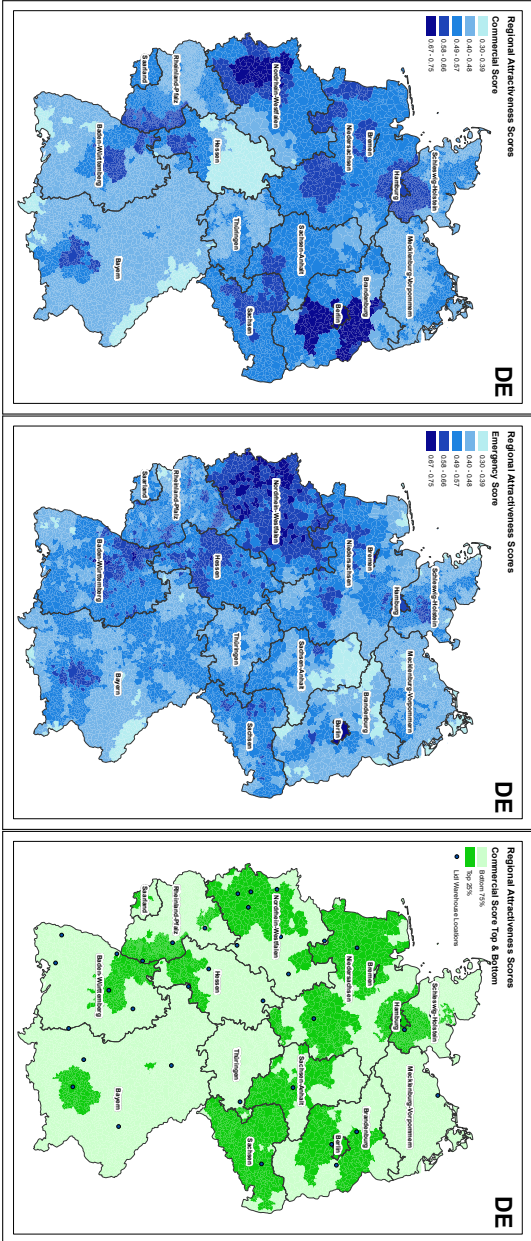 Regional Attractiveness Scores
Commercial Score
0.30 - 0.39
0.40 - 0.48
0.49 - 0.57
0.58 - 0.66
0.67 - 0.75
DE
Schleswig-Holstein
Mecklenburg-Vorpommern
Hamburg
Bremen
Brandenburg
Niedersachsen
Berlin
Sachsen-Anhalt
Nordrhein-Westfalen
Sachsen
Hessen
Thüringen
Rheinland-Pfalz
Saarland
Bayern
Baden-Württemberg
Regional Attractiveness Scores
Emergency Score
0.30 - 0.39
0.40 - 0.48
0.49 - 0.57
0.58 - 0.66
0.67 - 0.75
DE
Schleswig-Holstein
Mecklenburg-Vorpommern
Hamburg
Bremen
Brandenburg
Niedersachsen
Berlin
Sachsen-Anhalt
Nordrhein-Westfalen
Sachsen
Hessen
Thüringen
Rheinland-Pfalz
Saarland
Bayern
Baden-Württemberg
Regional Attractiveness Scores
Commercial Score Top & Bottom
Bottom 75%
Top 25%
Lidl Warehouse Locations
DE
Schleswig-Holstein
Mecklenburg-Vorpommern
Hamburg
Bremen
Brandenburg
Niedersachsen
Berlin
Sachsen-Anhalt
Nordrhein-Westfalen
Sachsen
Hessen
Thüringen
Rheinland-Pfalz
Saarland
Bayern
Baden-Württemberg